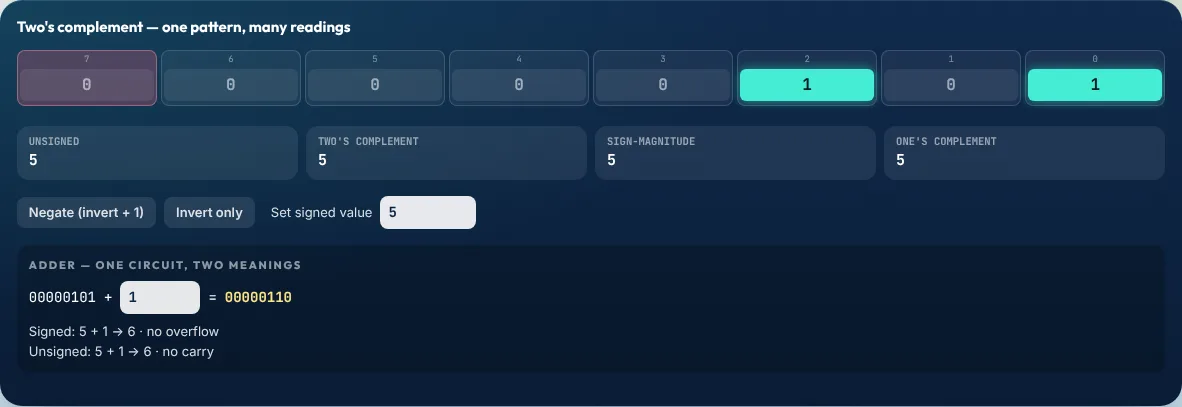 Two's complement — one pattern, many readings
7 6 5 4 3 2 1 0
0 0 0 0 0 1 0 1
UNSIGNED TWO'S COMPLEMENT SIGN-MAGNITUDE ONE'S COMPLEMENT
5 5 5 5
Negate (invert + 1) Invert only Set signed value 5
ADDER — ONE CIRCUIT, TWO MEANINGS
00000101 + 1 = 00000110
Signed: 5 + 1 → 6 · no overflow
Unsigned: 5 + 1 → 6 · no carry